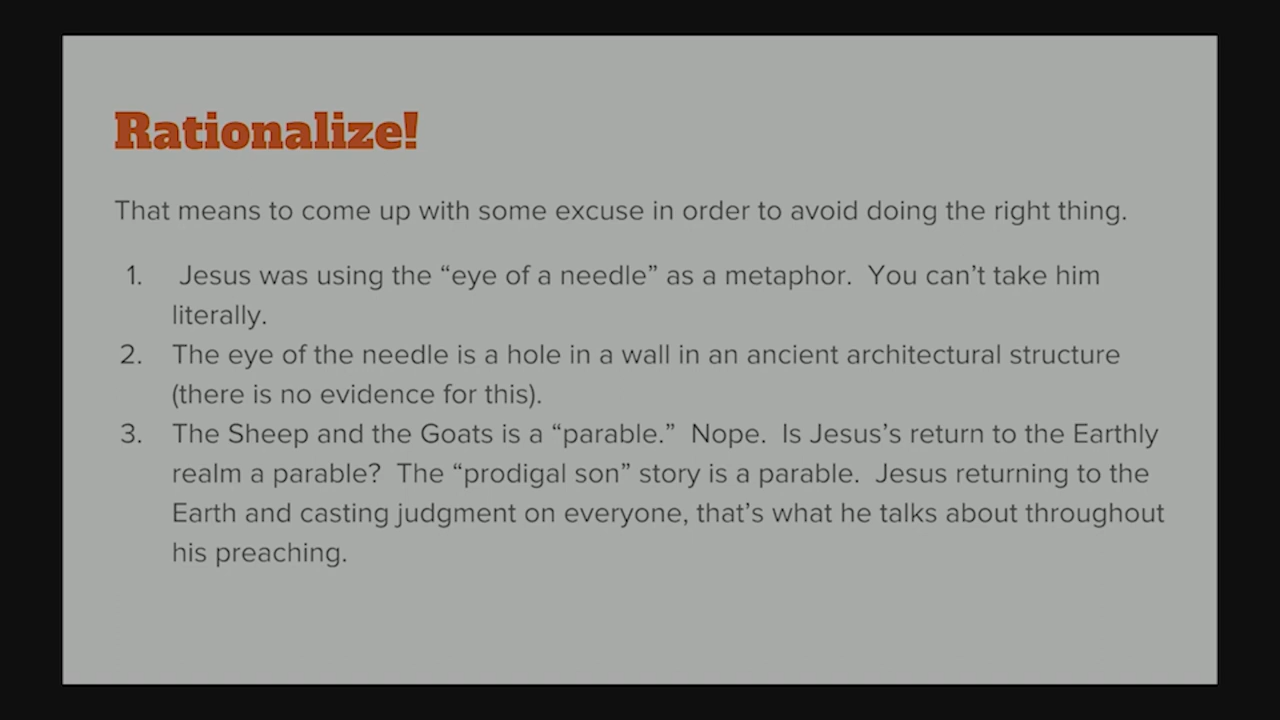 Rationalize!
That means to come up with some excuse in order to avoid doing the right thing.
1. Jesus was using the “eye of a needle” as a metaphor. You can’t take him
literally.
2. The eye of the needle is a hole in a wall in an ancient architectural structure
(there is no evidence for this).
3. The Sheep and the Goats is a “parable.” Nope. Is Jesus’s return to the Earthly
realm a parable? The “prodigal son” story is a parable. Jesus returning to the
Earth and casting judgment on everyone, that’s what he talks about throughout
his preaching.